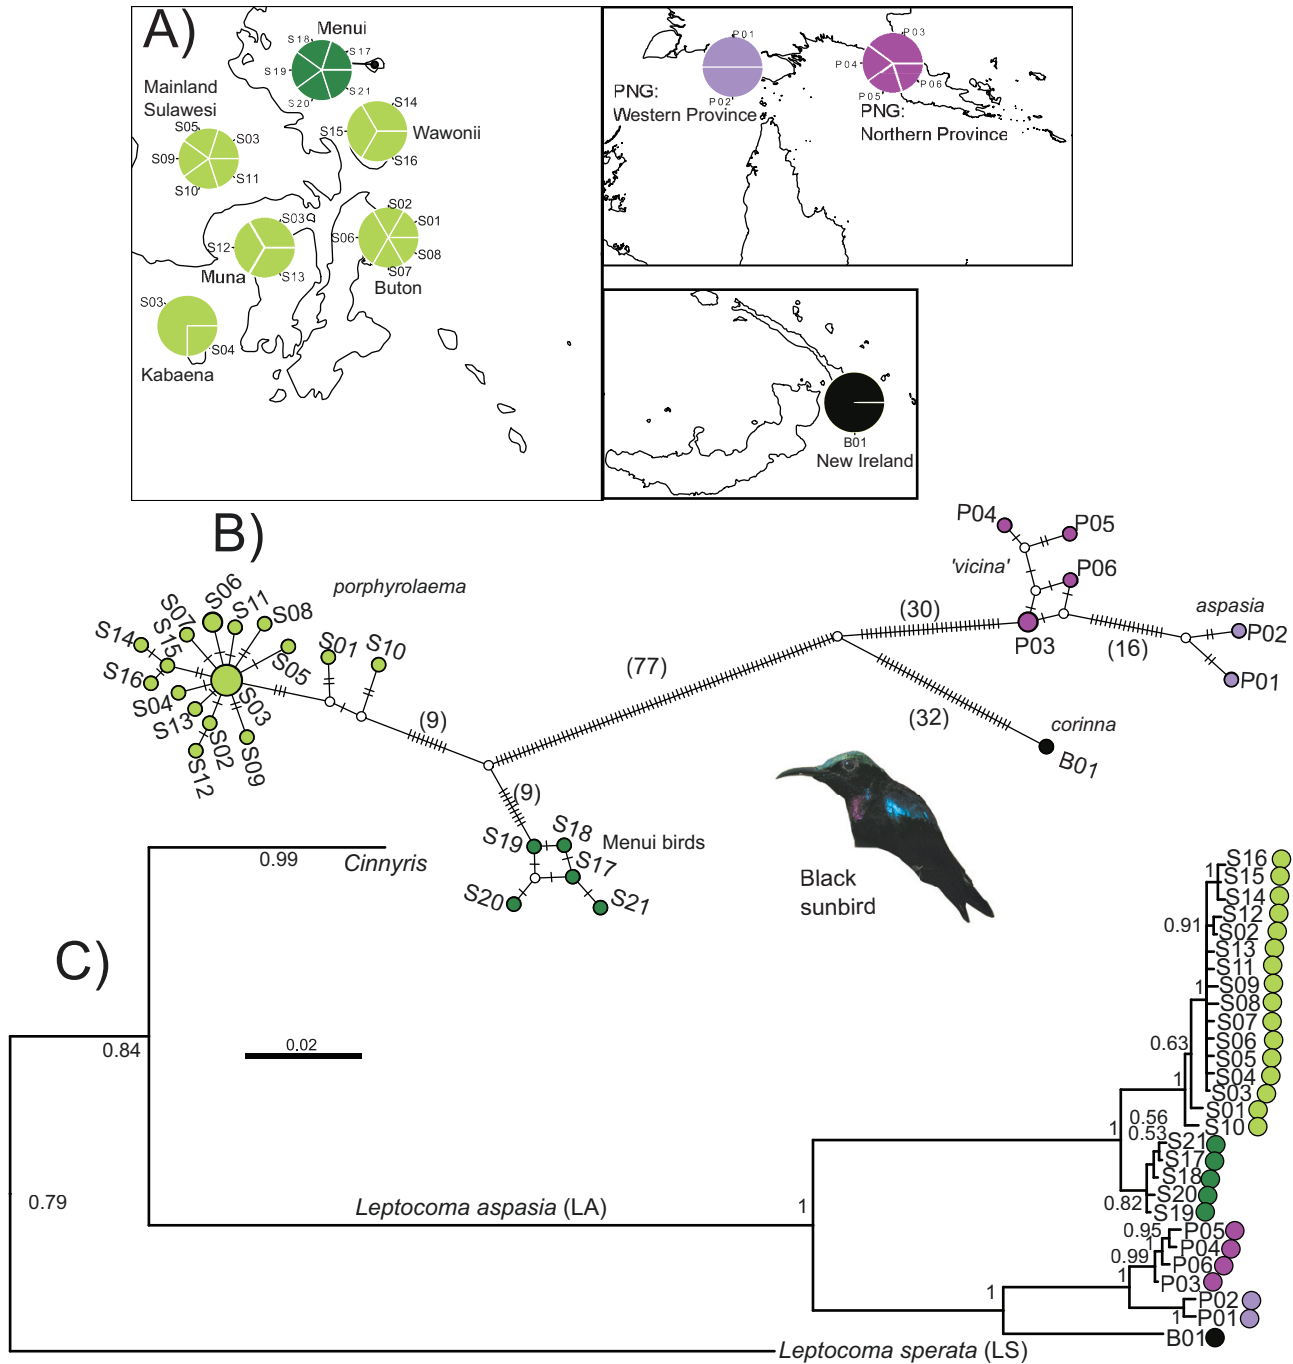 A)
Menui
S18
S17
S19
S20
S21
Mainland
Sulawesi
S05
S03
S09
S10
S11
S14
S15
Wawonii
S16
S03
S12
Muna
S13
S02
S01
S06
S08
S07
Buton
S03
S04
Kabaena
P01
PNG:
Western Province
P02
P03
P04
P05
P06
PNG:
Northern Province
B01
New Ireland
B)
porphyrolaema
S14
S15
S07
S06
S11
S08
S05
S16
S04
S13
S03
S02
S12
S09
S01
S10
(9)
(77)
(30)
(9)
S19
S18
S17
S20
S21
Menui birds
P04
P05
'vicina'
P06
P03
(16)
aspasia
P02
P01
(32)
corinna
B01
Black
sunbird
C)
0.99
Cinnyris
0.84
0.02
0.79
Leptocoma aspasia (LA)
1
Leptocoma sperata (LS)
1
S16
S15
S14
0.91
S12
S02
S13
S11
1
S09
S08
S07
0.63
S06
S05
1
S04
S03
S01
0.56
S10
1
0.53
S21
S17
S18
S20
0.82
S19
0.95
P05
1
P04
0.99
P06
1
P03
1
P02
1
P01
B01